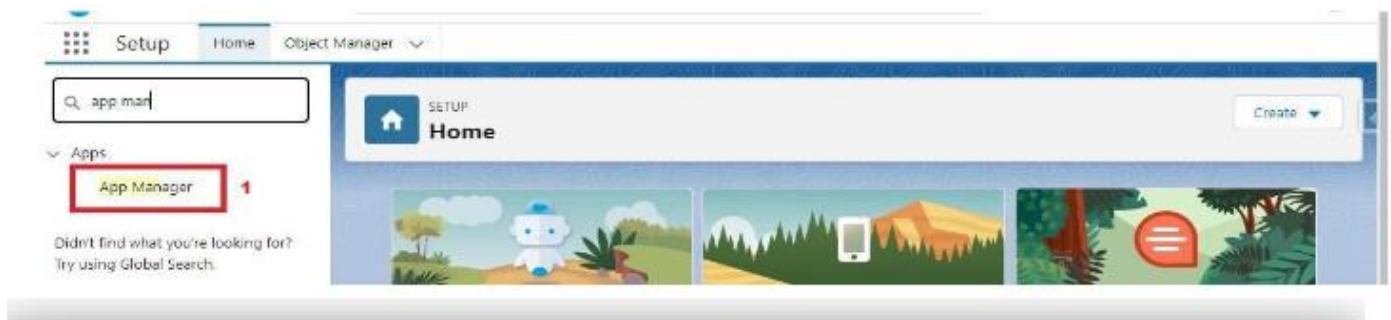 Setup Home Object Manager
app man
SETUP
Home
Create
Apps
App Manager 1
Didn't find what you're looking for?
Try using Global Search.